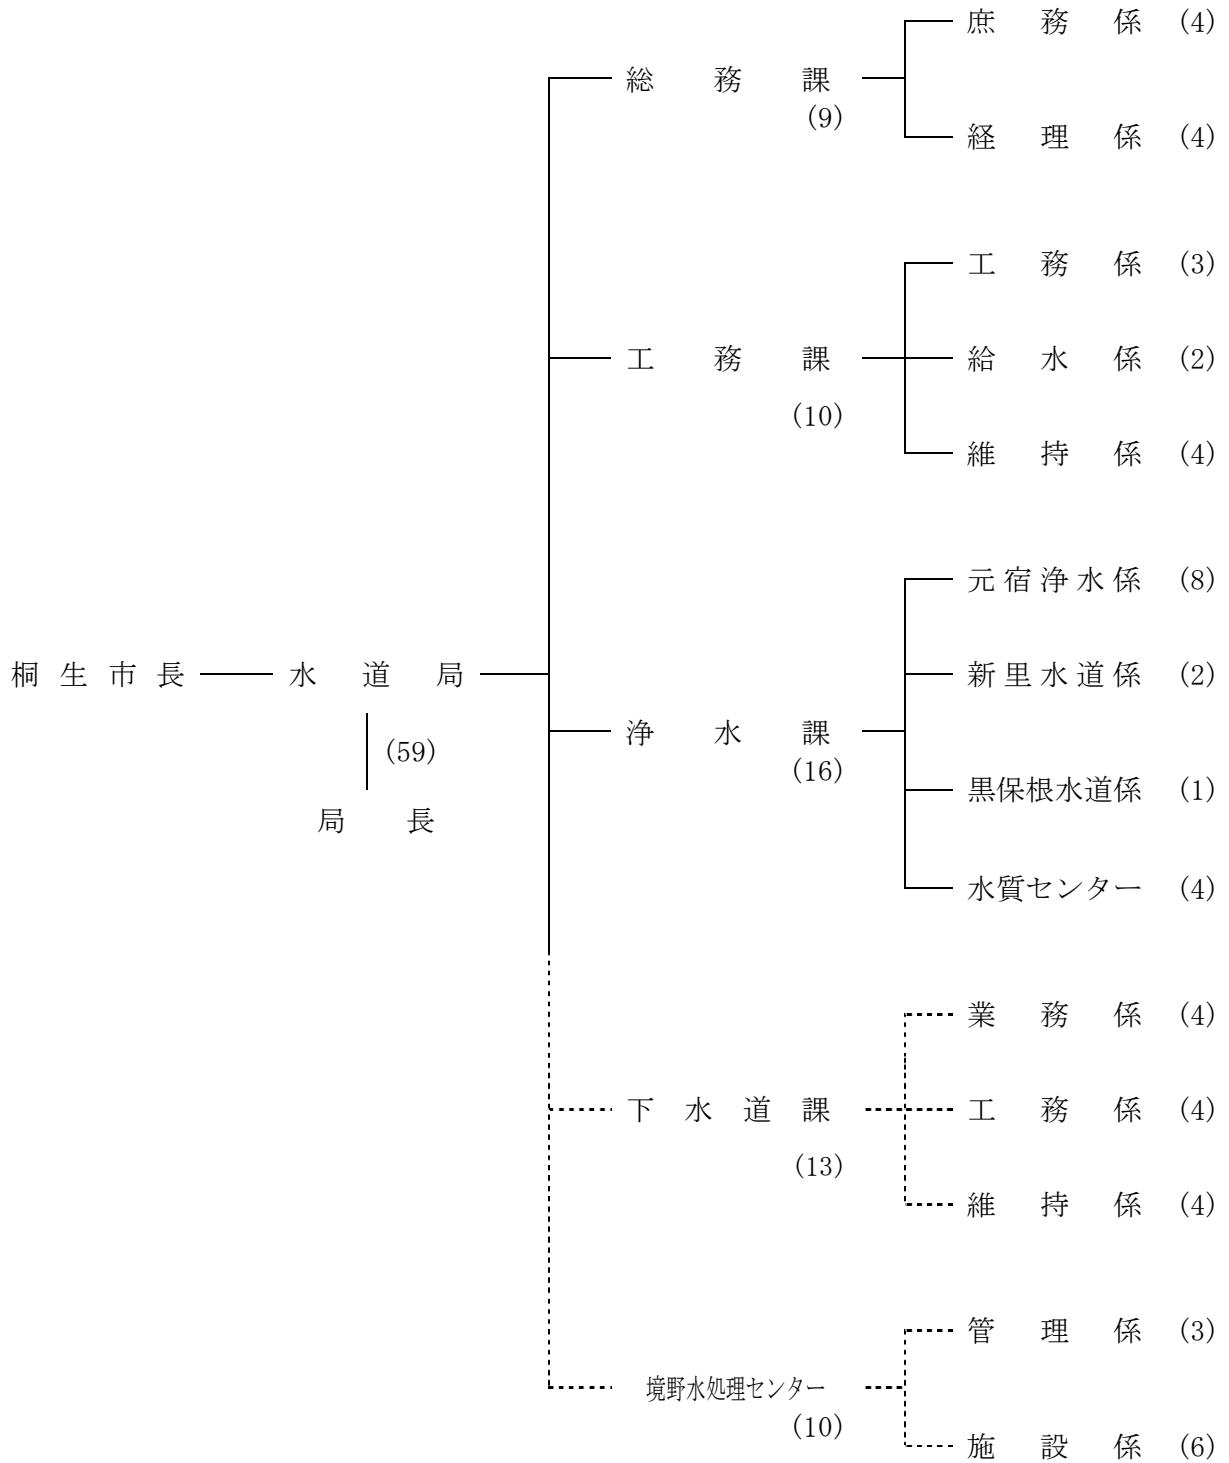 庶務係 (4)
総務課
(9)
経理係 (4)
工務係 (3)
工務課
給水係 (2)
(10)
維持係 (4)
元宿浄水係 (8)
桐生市長
水道局
新里水道係 (2)
(59)
浄水課
(16)
局長
黒保根水道係 (1)
水質センター (4)
業務係 (4)
下水道課
工務係 (4)
(13)
維持係 (4)
管理係 (3)
境野水処理センター
(10)
施設係 (6)